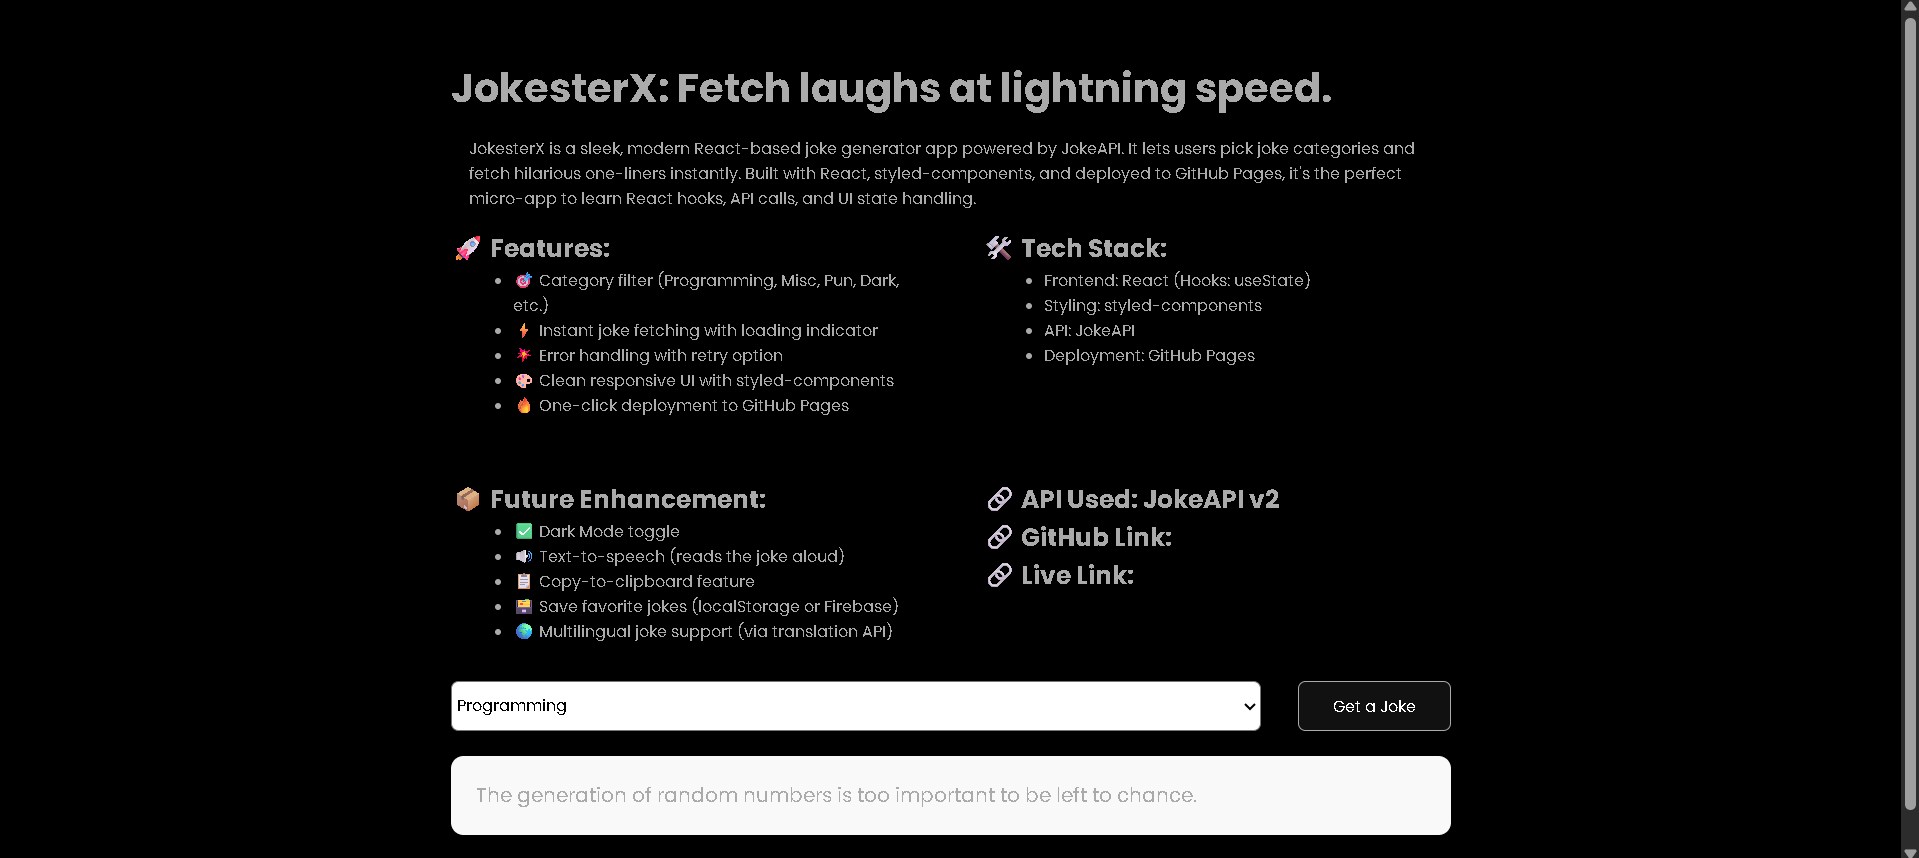 JokesterX: Fetch laughs at lightning speed.
JokesterX is a sleek, modern React-based joke generator app powered by JokeAPI. It lets users pick joke categories and
fetch hilarious one-liners instantly. Built with React, styled-components, and deployed to GitHub Pages, it's the perfect
micro-app to learn React hooks, API calls, and UI state handling.
🚀 Features:
• 🎯 Category filter (Programming, Misc, Pun, Dark,
etc.)
• ⚡ Instant joke fetching with loading indicator
• 💥 Error handling with retry option
• 🎨 Clean responsive UI with styled-components
• 🔥 One-click deployment to GitHub Pages
🛠️ Tech Stack:
• Frontend: React (Hooks: useState)
• Styling: styled-components
• API: JokeAPI
• Deployment: GitHub Pages
📦 Future Enhancement:
• ✅ Dark Mode toggle
• 🔊 Text-to-speech (reads the joke aloud)
• 📋 Copy-to-clipboard feature
• 🗃️ Save favorite jokes (localStorage or Firebase)
• 🌍 Multilingual joke support (via translation API)
🔗 API Used: JokeAPI v2
🔗 GitHub Link:
🔗 Live Link:
Programming
Get a Joke
The generation of random numbers is too important to be left to chance.